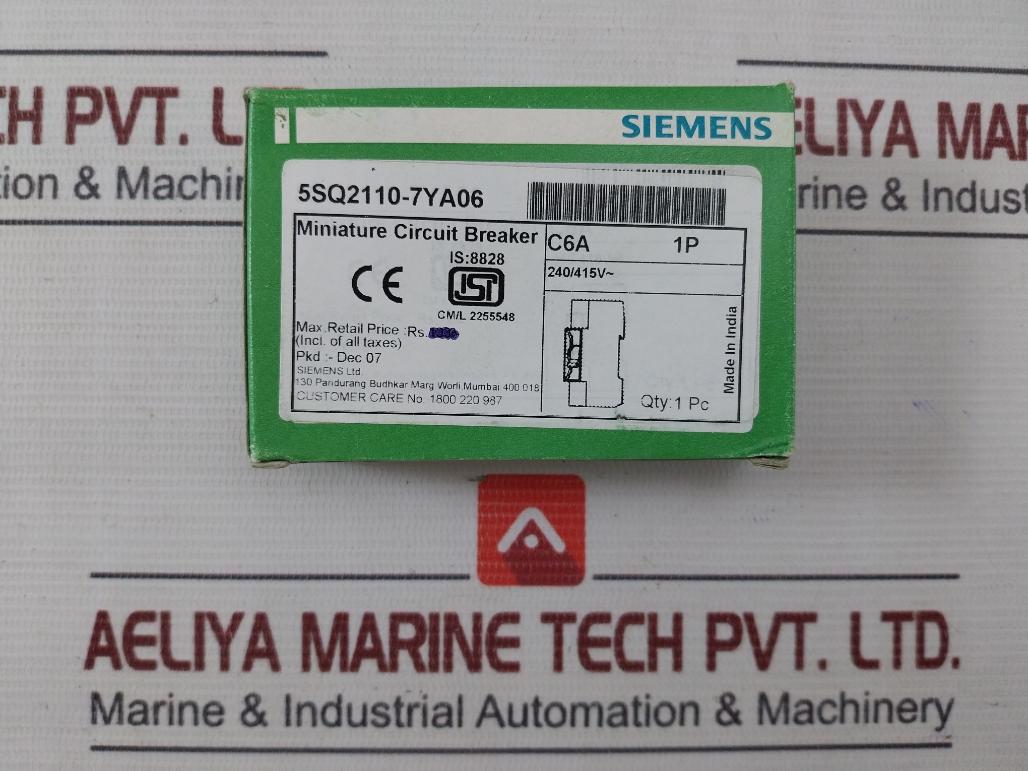 CH PVT. L
tion & Machin
ELIYA MAR
rine & Indust
SIEMENS
5SQ2110-7YA06
Miniature Circuit Breaker
C6A 1P
IS:8828
240/415V~
CE
ISI
CM/L 2255548
Max.Retail Price :Rs.
(Incl. of all taxes)
Pkd :- Dec 07
SIEMENS Ltd.
130 Pandurang Budhkar Marg Worli,Mumbai 400 018
CUSTOMER CARE No. 1800 220 987
Qty:1 Pc
Made In India
AELIYA MARINE TECH PVT. LTD.
Marine & Industrial Automation & Machinery